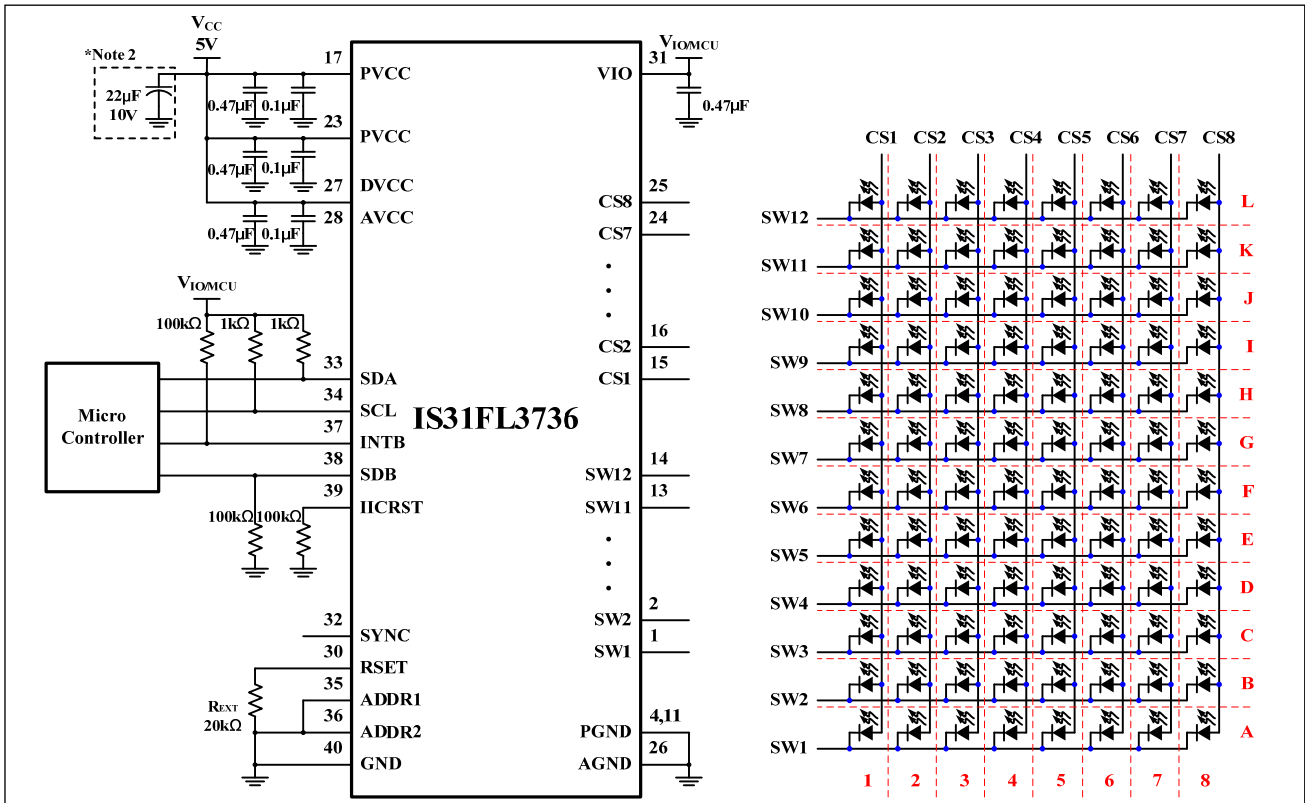 *Note 2
22µF
10V
VCC
5V
17
PVCC
0.47µF 0.1µF
23
PVCC
0.47µF 0.1µF
27
DVCC
28
AVCC
0.47µF 0.1µF
VIO/MCU
100kΩ 1kΩ 1kΩ
Micro
Controller
33
SDA
34
SCL
37
INTB
38
SDB
39
IICRST
100kΩ 100kΩ
32
SYNC
30
RSET
35
ADDR1
REXT
20kΩ
36
ADDR2
40
GND
IS31FL3736
VIO/MCU
31
VIO
0.47µF
25
CS8
24
CS7
16
CS2
15
CS1
14
SW12
13
SW11
2
SW2
1
SW1
4,11
PGND
26
AGND
CS1 CS2 CS3 CS4 CS5 CS6 CS7 CS8
SW12 L
SW11 K
SW10 J
SW9 I
SW8 H
SW7 G
SW6 F
SW5 E
SW4 D
SW3 C
SW2 B
SW1 A
1 2 3 4 5 6 7 8